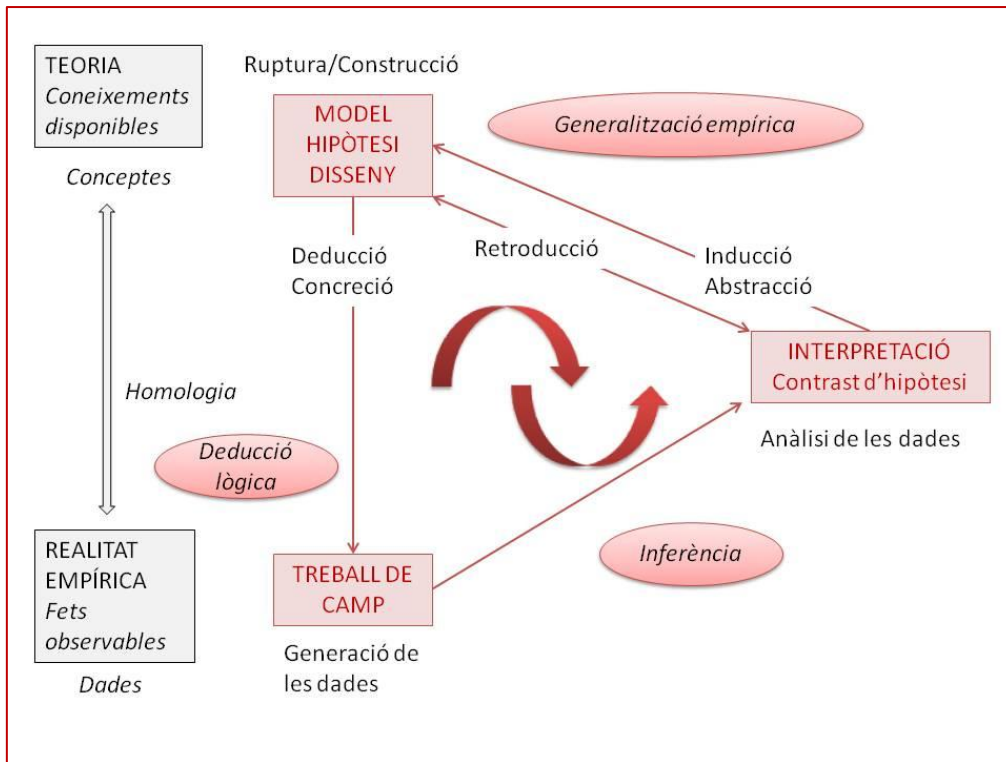 TEORIA
Coneixements
disponibles
Conceptes
Ruptura/Construcció
MODEL
HIPÒTESI
DISSENY
Generalització empírica
Deducció
Concreció
Retroducció
Inducció
Abstracció
INTERPRETACIÓ
Contrast d'hipòtesi
Anàlisi de les dades
Homologia
Deducció
lògica
REALITAT
EMPÍRICA
Fets
observables
Dades
TREBALL DE
CAMP
Generació de
les dades
Inferència